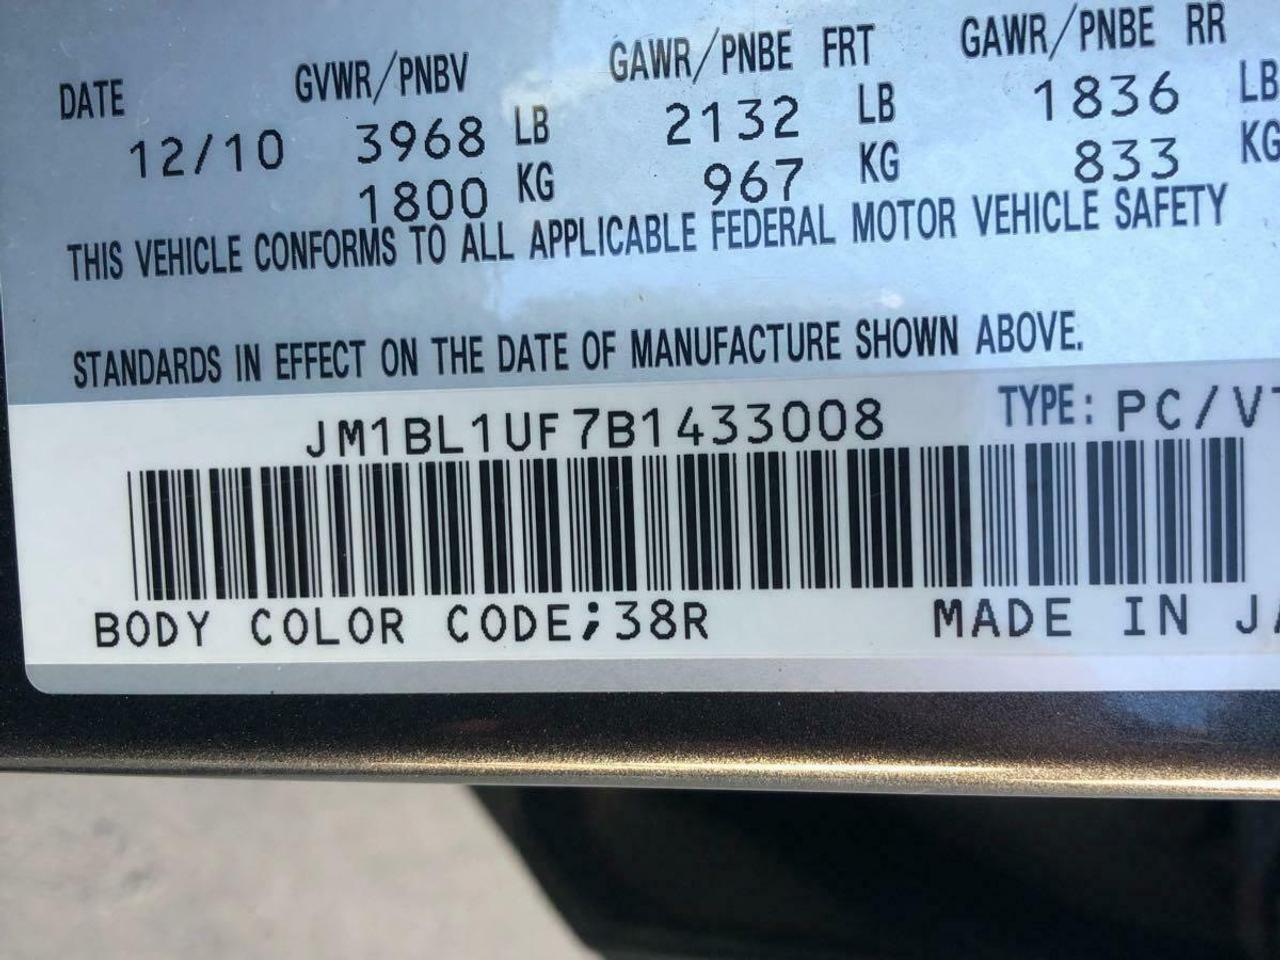 DATE GVWR/PNBV GAWR/PNBE FRT GAWR/PNBE RR
12/10 3968 LB 2132 LB 1836 LB
1800 KG 967 KG 833 KG
THIS VEHICLE CONFORMS TO ALL APPLICABLE FEDERAL MOTOR VEHICLE SAFETY
STANDARDS IN EFFECT ON THE DATE OF MANUFACTURE SHOWN ABOVE.
JM1BL1UF7B1433008 TYPE: PC/V
BODY COLOR CODE;38R MADE IN J